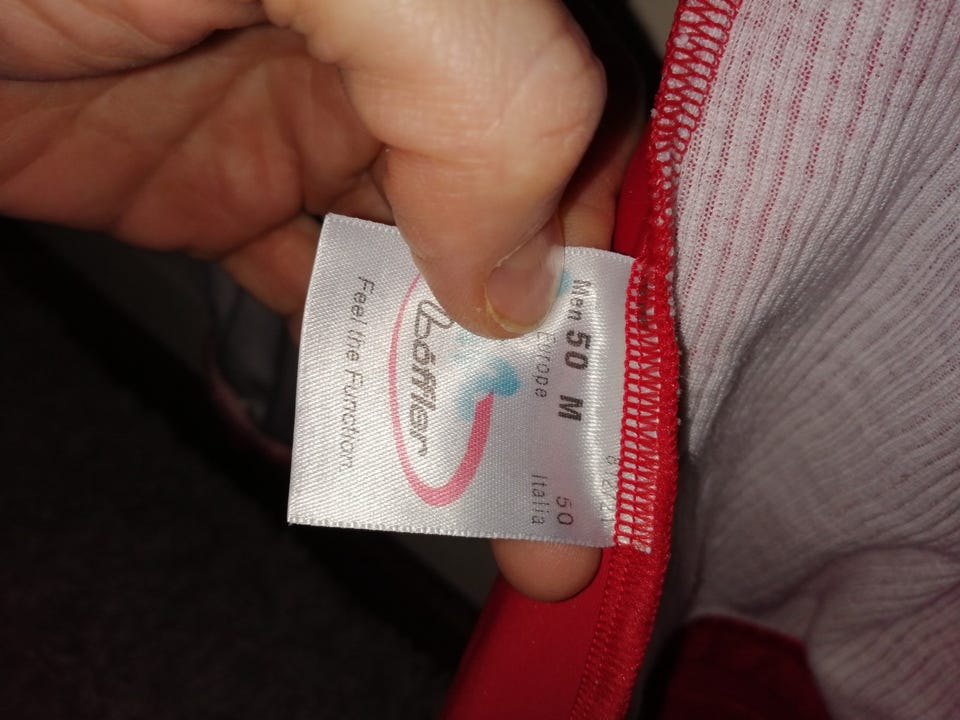 Men 50 M 50
Europe Italia
Löffler
Feel the Function.